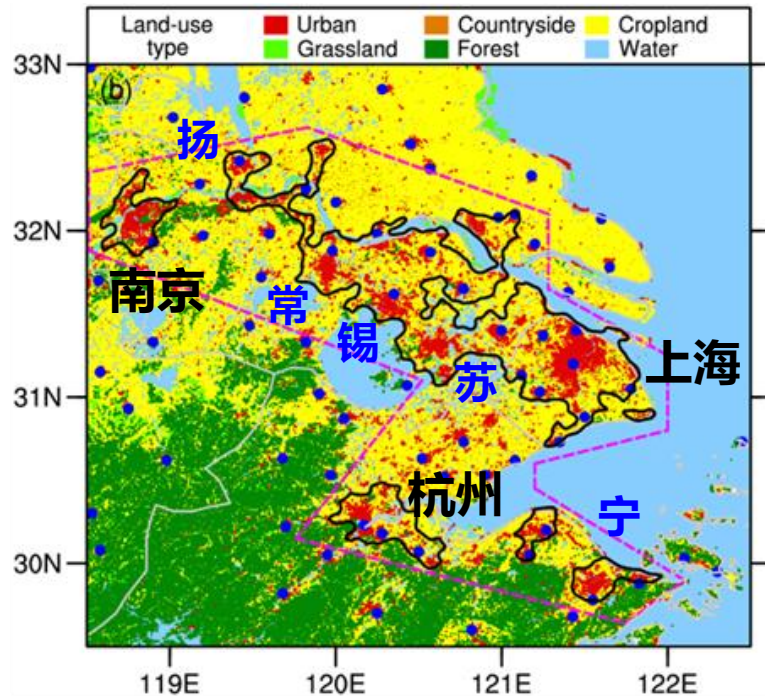 Land-use type
Urban
Countryside
Cropland
Grassland
Forest
Water
33N
(b)
扬
32N
南京
常
锡
上海
苏
31N
杭州
宁
30N
119E
120E
121E
122E